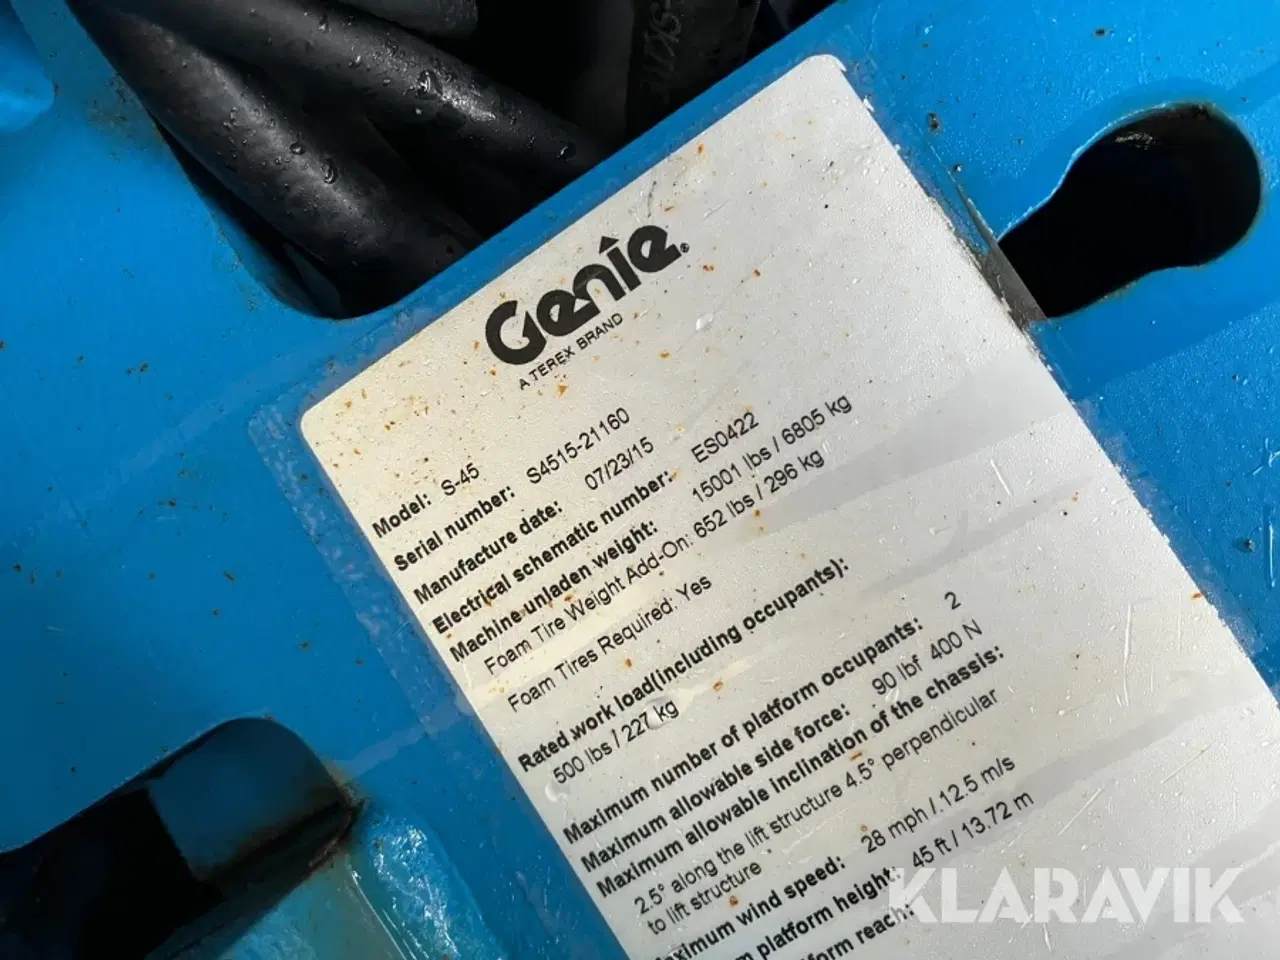 Genie®
A TEREX BRAND
Model: S-45
Serial number: S4515-21160
Manufacture date: 07/23/15
Electrical schematic number: ES0422
Machine unladen weight: 15001 lbs / 6805 kg
Foam Tire Weight Add-On: 652 lbs / 296 kg
Foam Tires Required: Yes
Rated work load(Including occupants):
500 lbs / 227 kg
Maximum number of platform occupants: 2
Maximum allowable side force: 90 lbf 400 N
Maximum allowable inclination of the chassis:
2.5° along the lift structure 4.5° perpendicular
to lift structure
wind speed: 28 mph / 12.5 m/s
platform height: 45 ft / 13.72 m
reach:
KLARAVIK